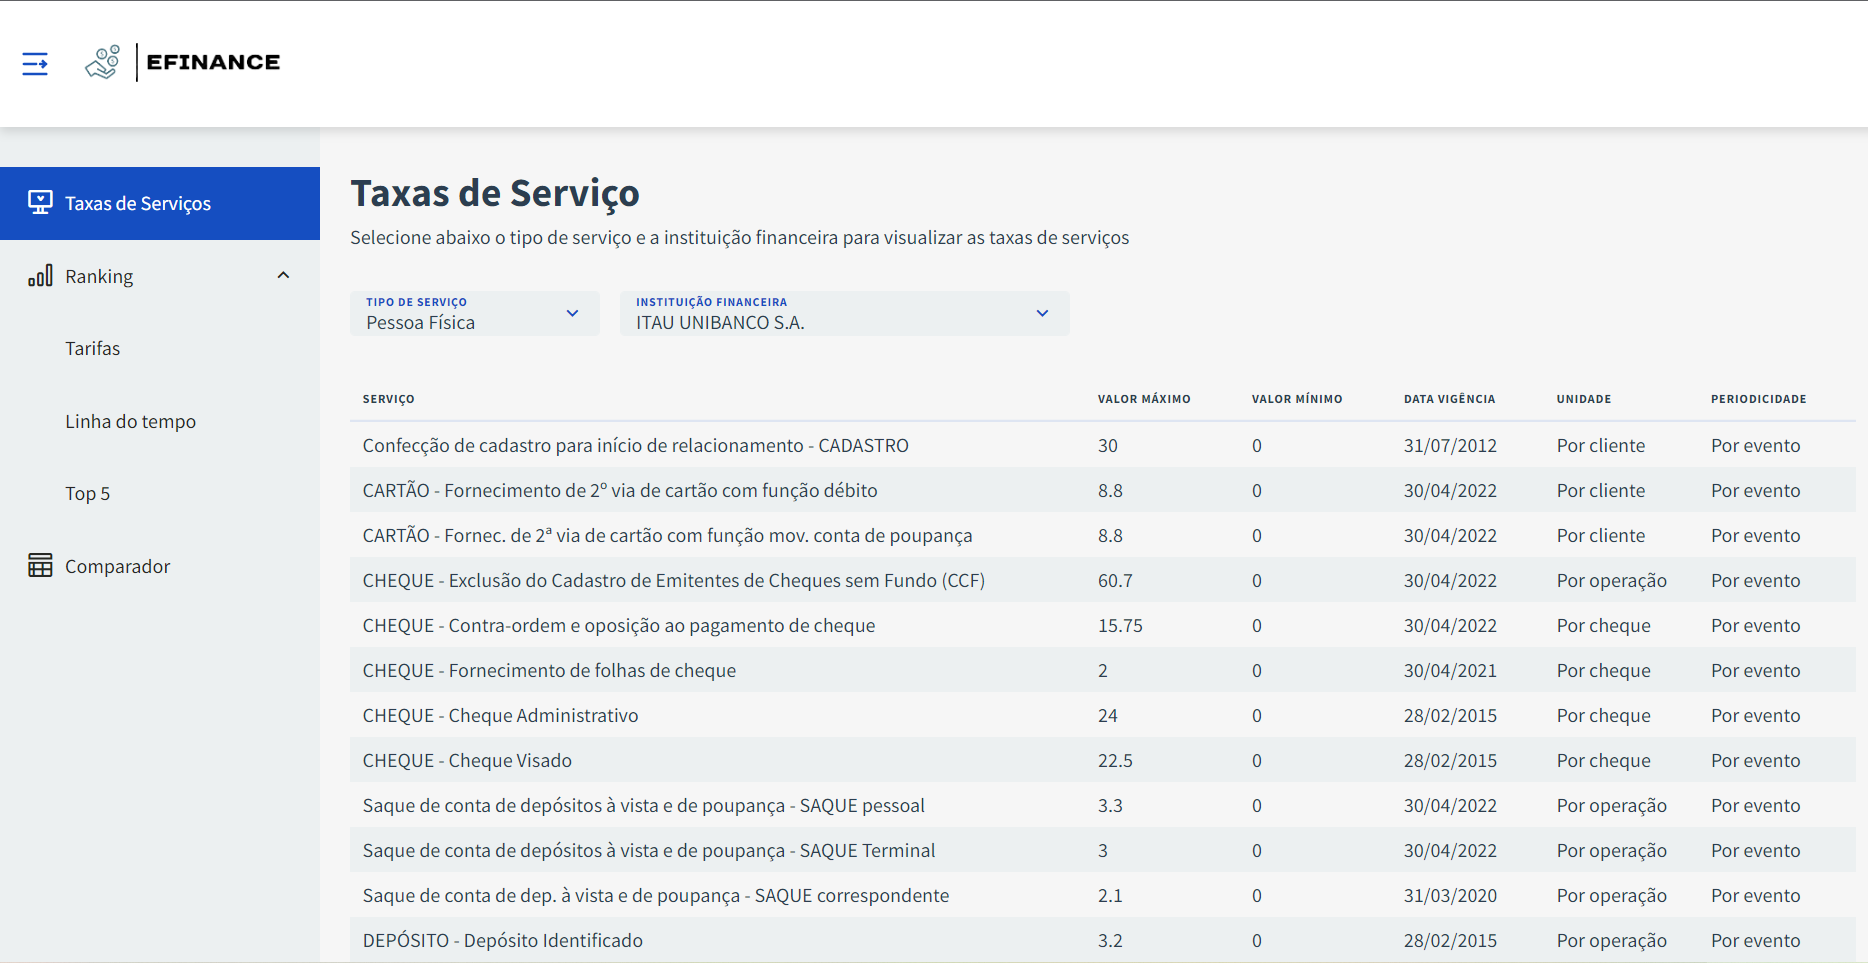 EFINANCE
Taxas de Serviços
Ranking
Tarifas
Linha do tempo
Top 5
Comparador
Taxas de Serviço
Selecione abaixo o tipo de serviço e a instituição financeira para visualizar as taxas de serviços
TIPO DE SERVIÇO
Pessoa Física
INSTITUIÇÃO FINANCEIRA
ITAU UNIBANCO S.A.
SERVIÇO VALOR MÁXIMO VALOR MÍNIMO DATA VIGÊNCIA UNIDADE PERIODICIDADE
Confecção de cadastro para início de relacionamento - CADASTRO 30 0 31/07/2012 Por cliente Por evento
CARTÃO - Fornecimento de 2º via de cartão com função débito 8.8 0 30/04/2022 Por cliente Por evento
CARTÃO - Fornec. de 2ª via de cartão com função mov. conta de poupança 8.8 0 30/04/2022 Por cliente Por evento
CHEQUE - Exclusão do Cadastro de Emitentes de Cheques sem Fundo (CCF) 60.7 0 30/04/2022 Por operação Por evento
CHEQUE - Contra-ordem e oposição ao pagamento de cheque 15.75 0 30/04/2022 Por cheque Por evento
CHEQUE - Fornecimento de folhas de cheque 2 0 30/04/2021 Por cheque Por evento
CHEQUE - Cheque Administrativo 24 0 28/02/2015 Por cheque Por evento
CHEQUE - Cheque Visado 22.5 0 28/02/2015 Por cheque Por evento
Saque de conta de depósitos à vista e de poupança - SAQUE pessoal 3.3 0 30/04/2022 Por operação Por evento
Saque de conta de depósitos à vista e de poupança - SAQUE Terminal 3 0 30/04/2022 Por operação Por evento
Saque de conta de dep. à vista e de poupança - SAQUE correspondente 2.1 0 31/03/2020 Por operação Por evento
DEPÓSITO - Depósito Identificado 3.2 0 28/02/2015 Por operação Por evento